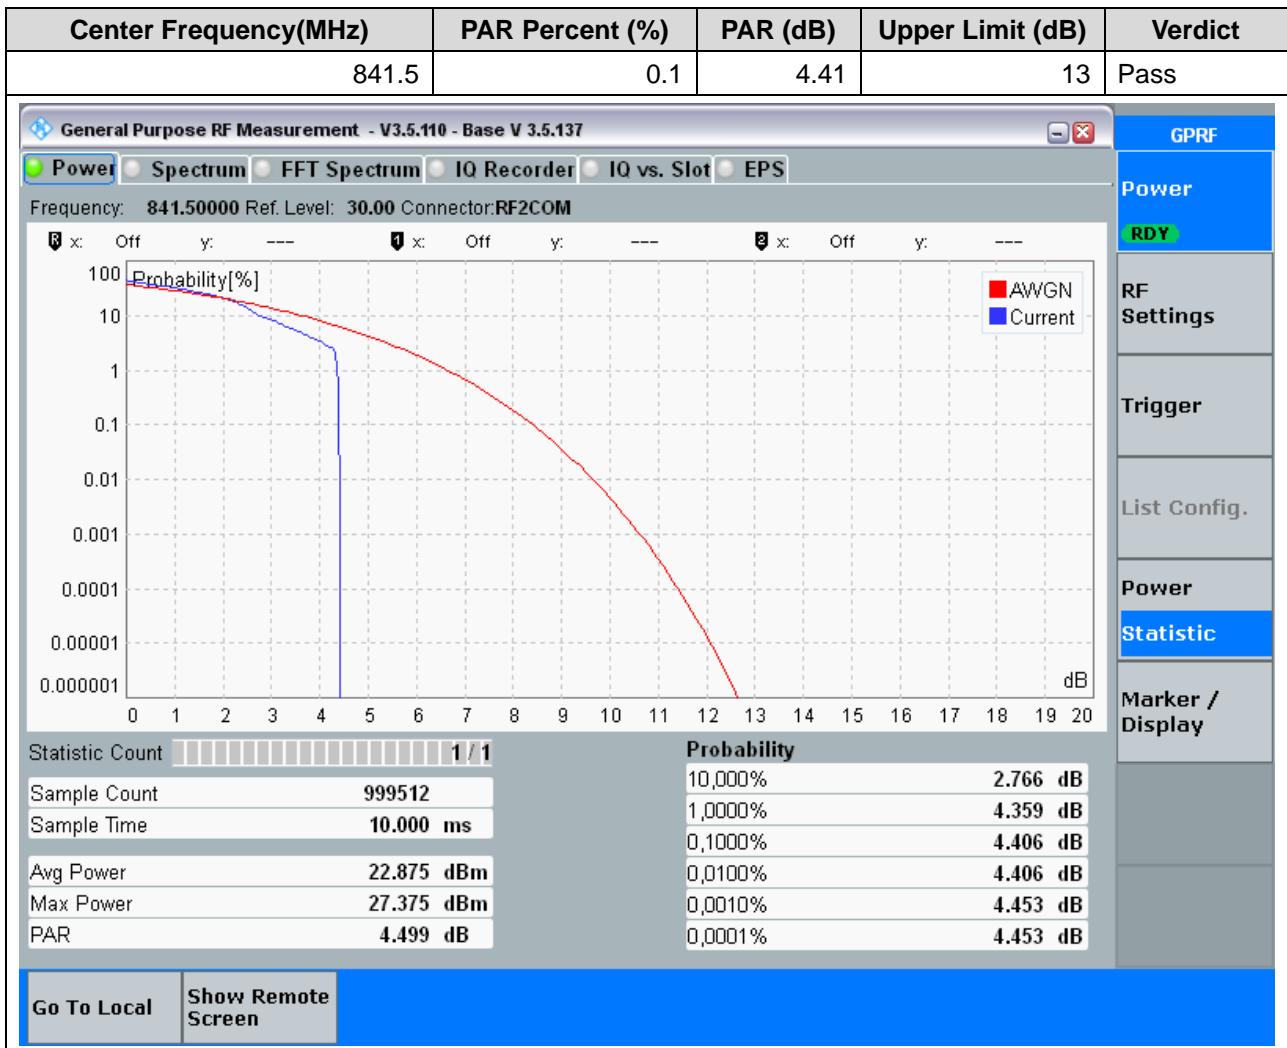 Center Frequency(MHz) PAR Percent (%) PAR (dB) Upper Limit (dB) Verdict
841.5 0.1 4.41 13 Pass
General Purpose RF Measurement - V3.5.110 - Base V 3.5.137
GPRF
Power Spectrum FFT Spectrum IQ Recorder IQ vs. Slot EPS
Power
RDY
Frequency: 841.50000 Ref. Level: 30.00 Connector:RF2COM
R x: Off y: --- 1 x: Off y: --- 2 x: Off y: ---
Probability[%]
AWGN
Current
100
10
1
0.1
0.01
0.001
0.0001
0.00001
0.000001
dB
0 1 2 3 4 5 6 7 8 9 10 11 12 13 14 15 16 17 18 19 20
RF
Settings
Trigger
List Config.
Power
Statistic
Marker /
Display
Statistic Count 1 / 1
Sample Count 999512
Sample Time 10.000 ms
Avg Power 22.875 dBm
Max Power 27.375 dBm
PAR 4.499 dB
Probability
10,000% 2.766 dB
1,0000% 4.359 dB
0,1000% 4.406 dB
0,0100% 4.406 dB
0,0010% 4.453 dB
0,0001% 4.453 dB
Go To Local
Show Remote
Screen